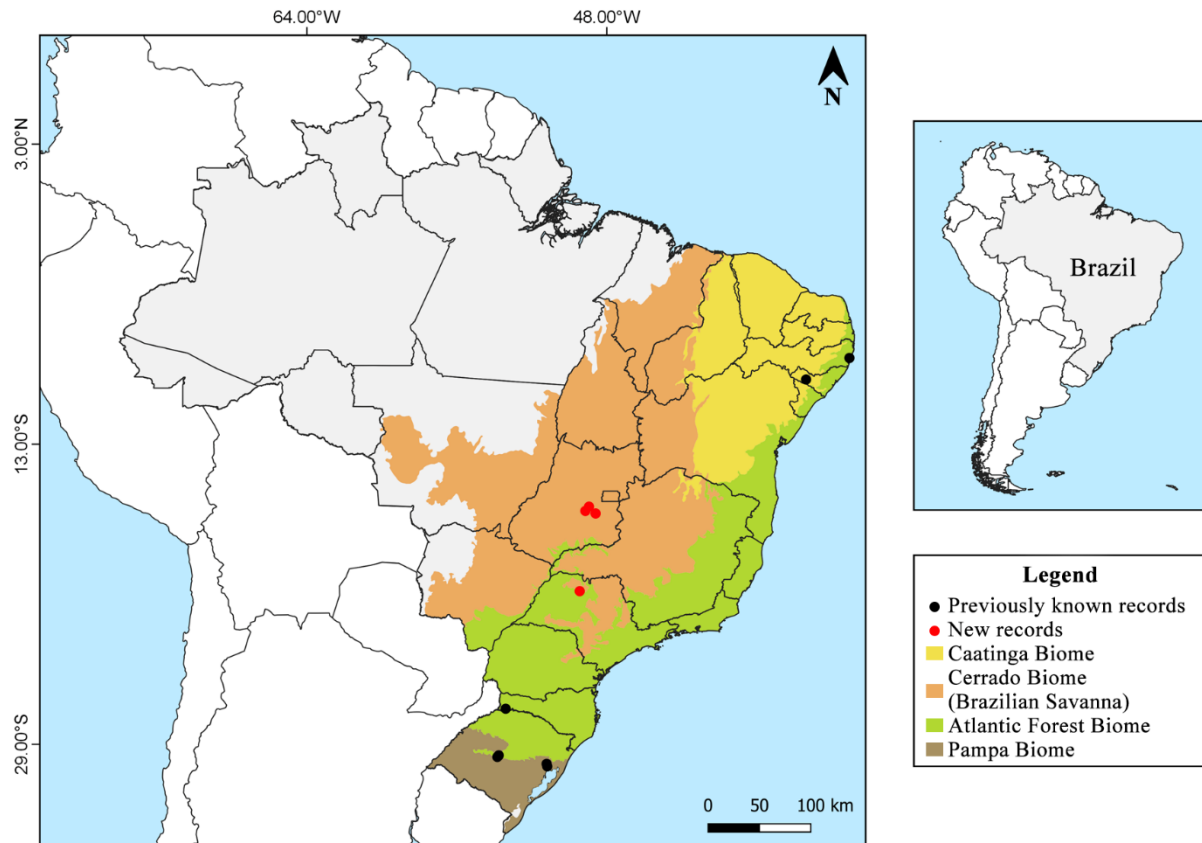 64.00°W
48.00°W
3.00°N
13.00°S
29.00°S
N
0
50
100 km
Brazil
Legend
Previously known records
New records
Caatinga Biome
Cerrado Biome
(Brazilian Savanna)
Atlantic Forest Biome
Pampa Biome